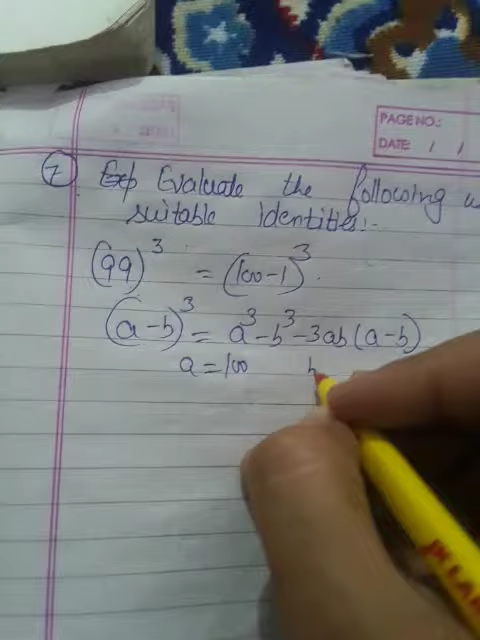 PAGE NO.:
DATE: / /
7 Evaluate the following
suitable identities:-
(99)³ = (100-1)³.
(a-b)³ = a³-b³-3ab(a-b)
a = 100 b